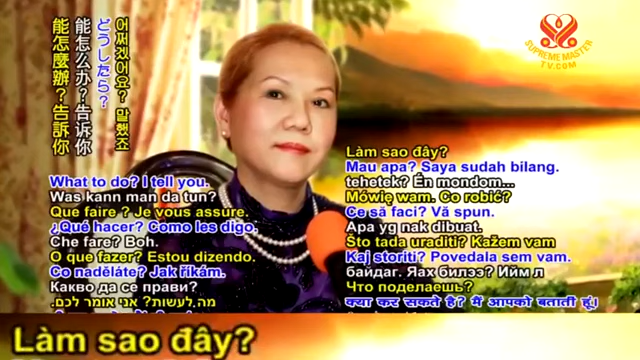 어쩌겠어요? 말했죠
どうしたら?
能怎么办?告诉你
能怎麼辦?告訴你
What to do? I tell you.
Was kann man da tun?
Que faire ? Je vous assure.
¿Qué hacer? Como les digo.
Che fare? Boh.
O que fazer? Estou dizendo.
Co naděláte? Jak říkám.
Какво да се прави?
מה לעשות? אני אומר לכם.
Làm sao đây?
Mau apa? Saya sudah bilang.
tehetek? Én mondom...
Mówię wam. Co robić?
Ce să faci? Vă spun.
Apa yg nak dibuat.
Što tada uraditi? Kažem vam
Kaj storiti? Povedala sem vam.
байдаг. Яах билээ? Ийм л
Что поделаешь?
क्या कर सकते है? मैं आपको बताती हूं।
SUPREME MASTER
TV.COM
Làm sao đây?